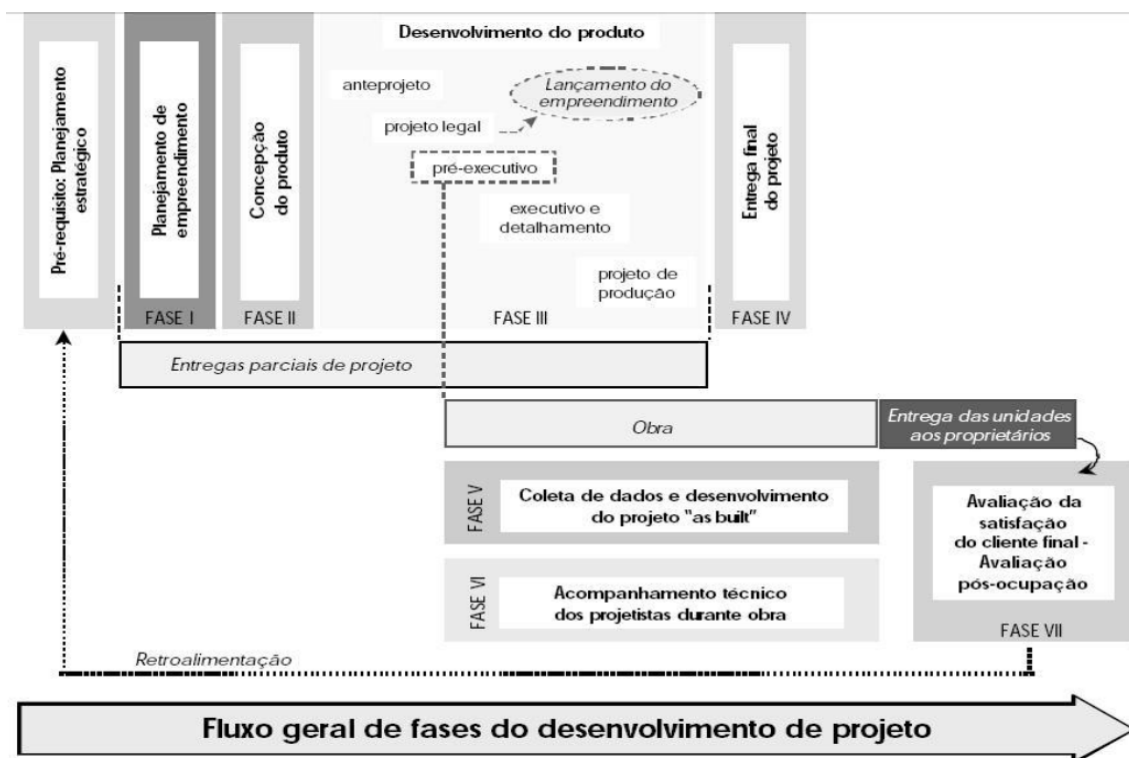 Pré-requisito: Planejamento
estratégico
Planejamento de
empreendimento
FASE I
Concepção
do produto
FASE II
Desenvolvimento do produto
anteprojeto
Lançamento do
empreendimento
projeto legal
pré-executivo
executivo e
detalhamento
projeto de
produção
FASE III
Entrega final
do projeto
FASE IV
Entregas parciais de projeto
Obra
Entrega das unidades
aos proprietários
FASE V
Coleta de dados e desenvolvimento
do projeto "as built"
FASE VI
Acompanhamento técnico
dos projetistas durante obra
Avaliação da
satisfação
do cliente final -
Avaliação
pós-ocupação
FASE VII
Retroalimentação
Fluxo geral de fases do desenvolvimento de projeto